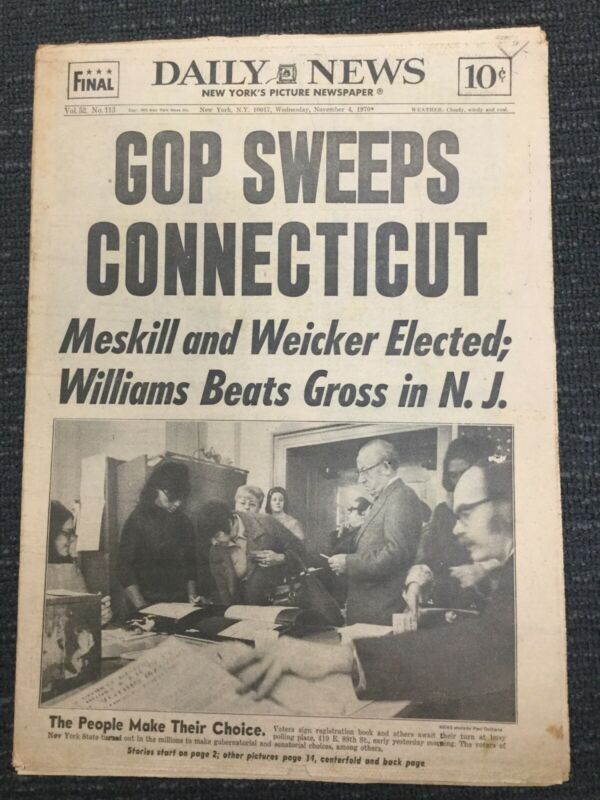 ★★★
FINAL
DAILY NEWS
NEW YORK'S PICTURE NEWSPAPER ®
10¢
Vol. 52. No. 113
New York, N.Y. 10017, Wednesday, November 4, 1970*
WEATHER: Cloudy, windy and cool.
GOP SWEEPS
CONNECTICUT
Meskill and Weicker Elected;
Williams Beats Gross in N. J.
The People Make Their Choice. Voters sign registration book and others await their turn at busy
polling place, 419 E. 89th St., early yesterday morning. The voters of
New York State turned out in the millions to make gubernatorial and senatorial choices, among others.
Stories start on page 2; other pictures page 14, centerfold and back page